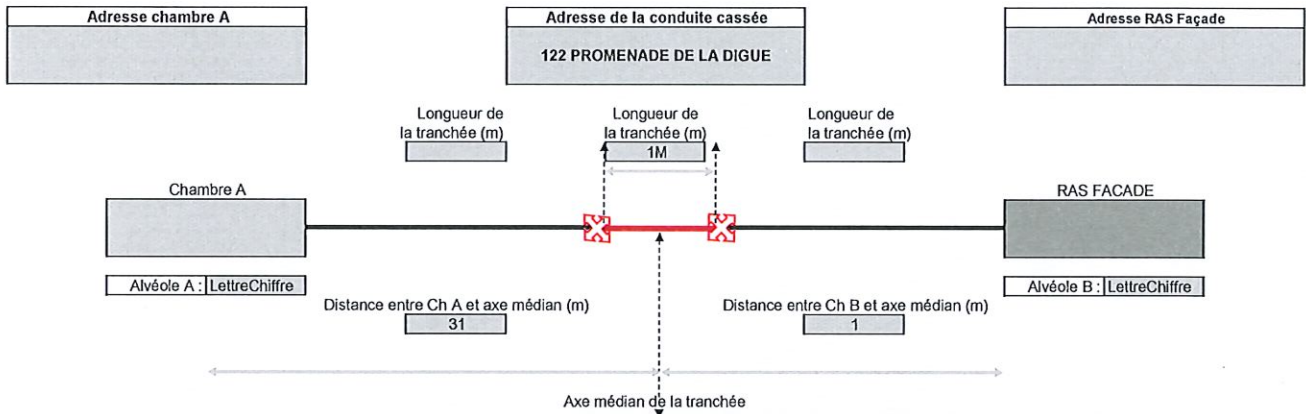 Adresse chambre A
Adresse de la conduite cassée
Adresse RAS Façade
122 PROMENADE DE LA DIGUE
Longueur de
la tranchée (m)
Longueur de
la tranchée (m)
1M
Longueur de
la tranchée (m)
Chambre A
RAS FACADE
Alvéole A : LettreChiffre
Alvéole B : LettreChiffre
Distance entre Ch A et axe médian (m)
31
Distance entre Ch B et axe médian (m)
1
Axe médian de la tranchée